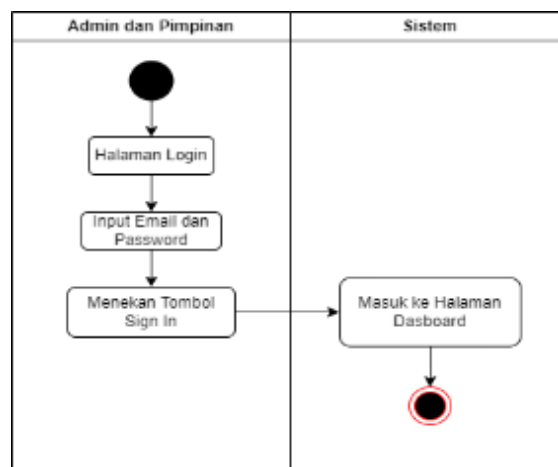 Admin dan Pimpinan
Sistem
Halaman Login
Input Email dan
Password
Menekan Tombol
Sign In
Masuk ke Halaman
Dasboard